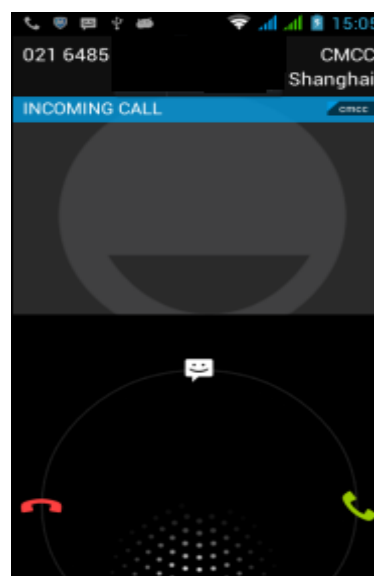 15:05
021 6485
CMCC
Shanghai
INCOMING CALL
cmcc